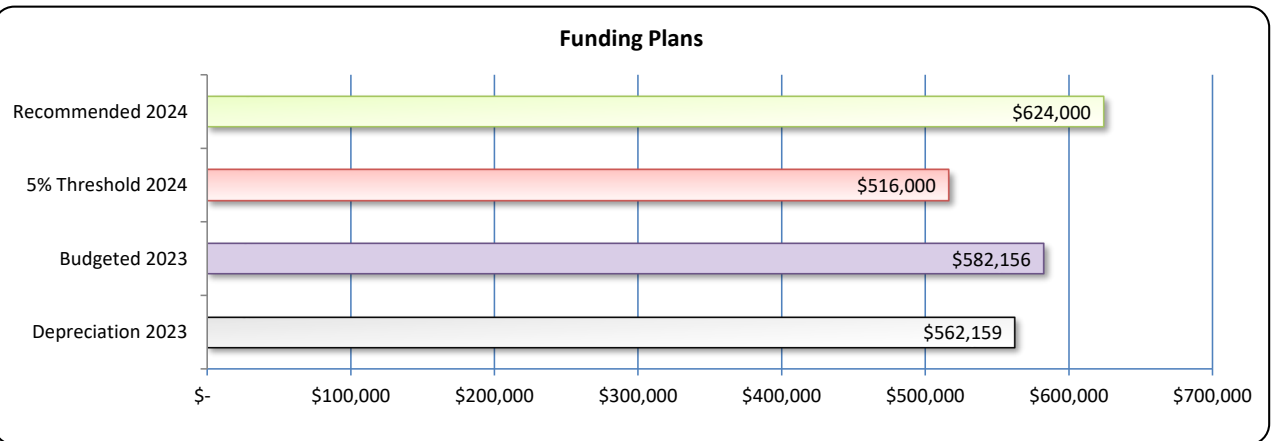 Funding Plans
Recommended 2024 $624,000
5% Threshold 2024 $516,000
Budgeted 2023 $582,156
Depreciation 2023 $562,159
$- $100,000 $200,000 $300,000 $400,000 $500,000 $600,000 $700,000